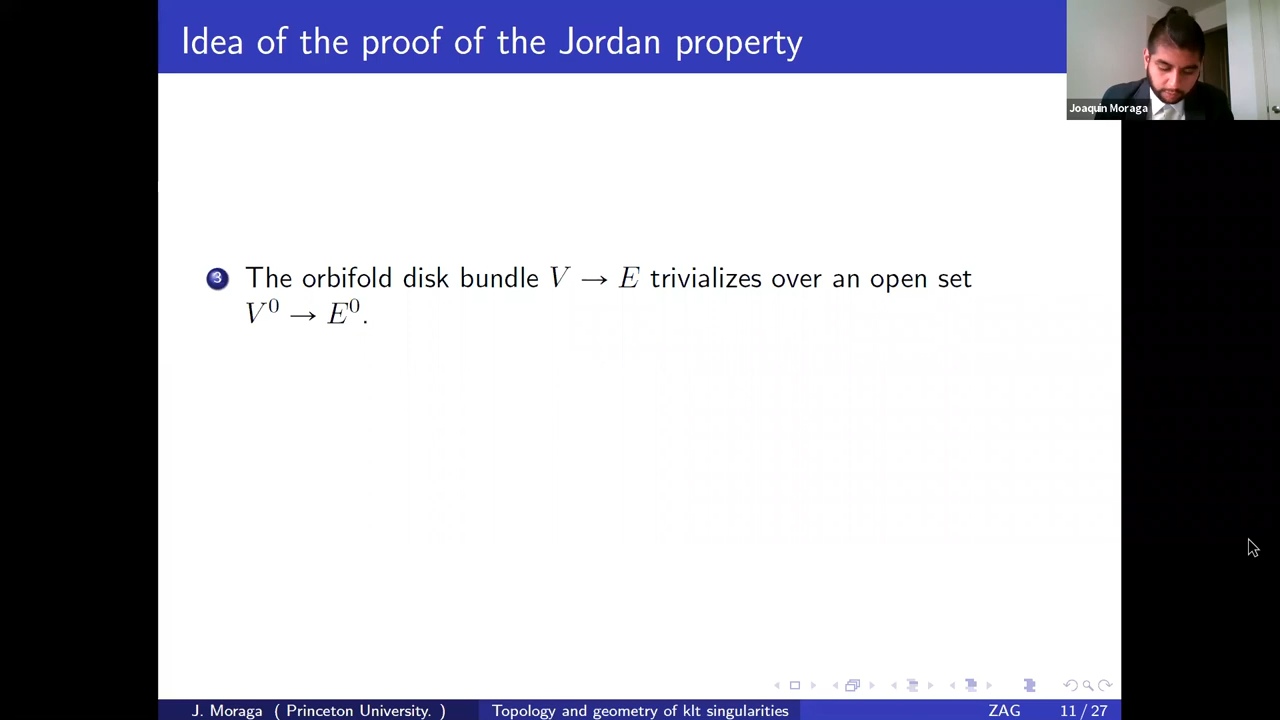 Idea of the proof of the Jordan property
Joaquín Moraga
3 The orbifold disk bundle V → E trivializes over an open set
V⁰ → E⁰.
J. Moraga ( Princeton University. )
Topology and geometry of klt singularities
ZAG
11 / 27